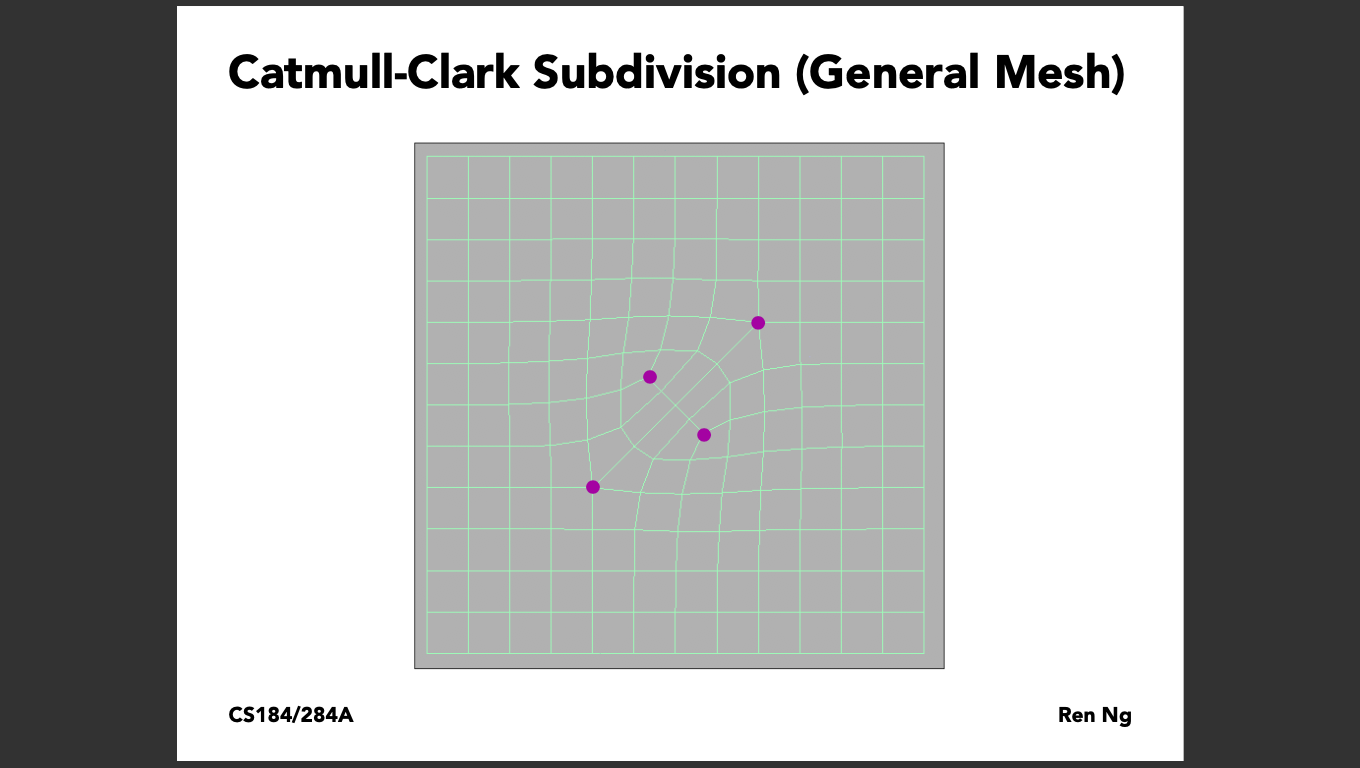 Catmull-Clark Subdivision (General Mesh)
CS184/284A
Ren Ng